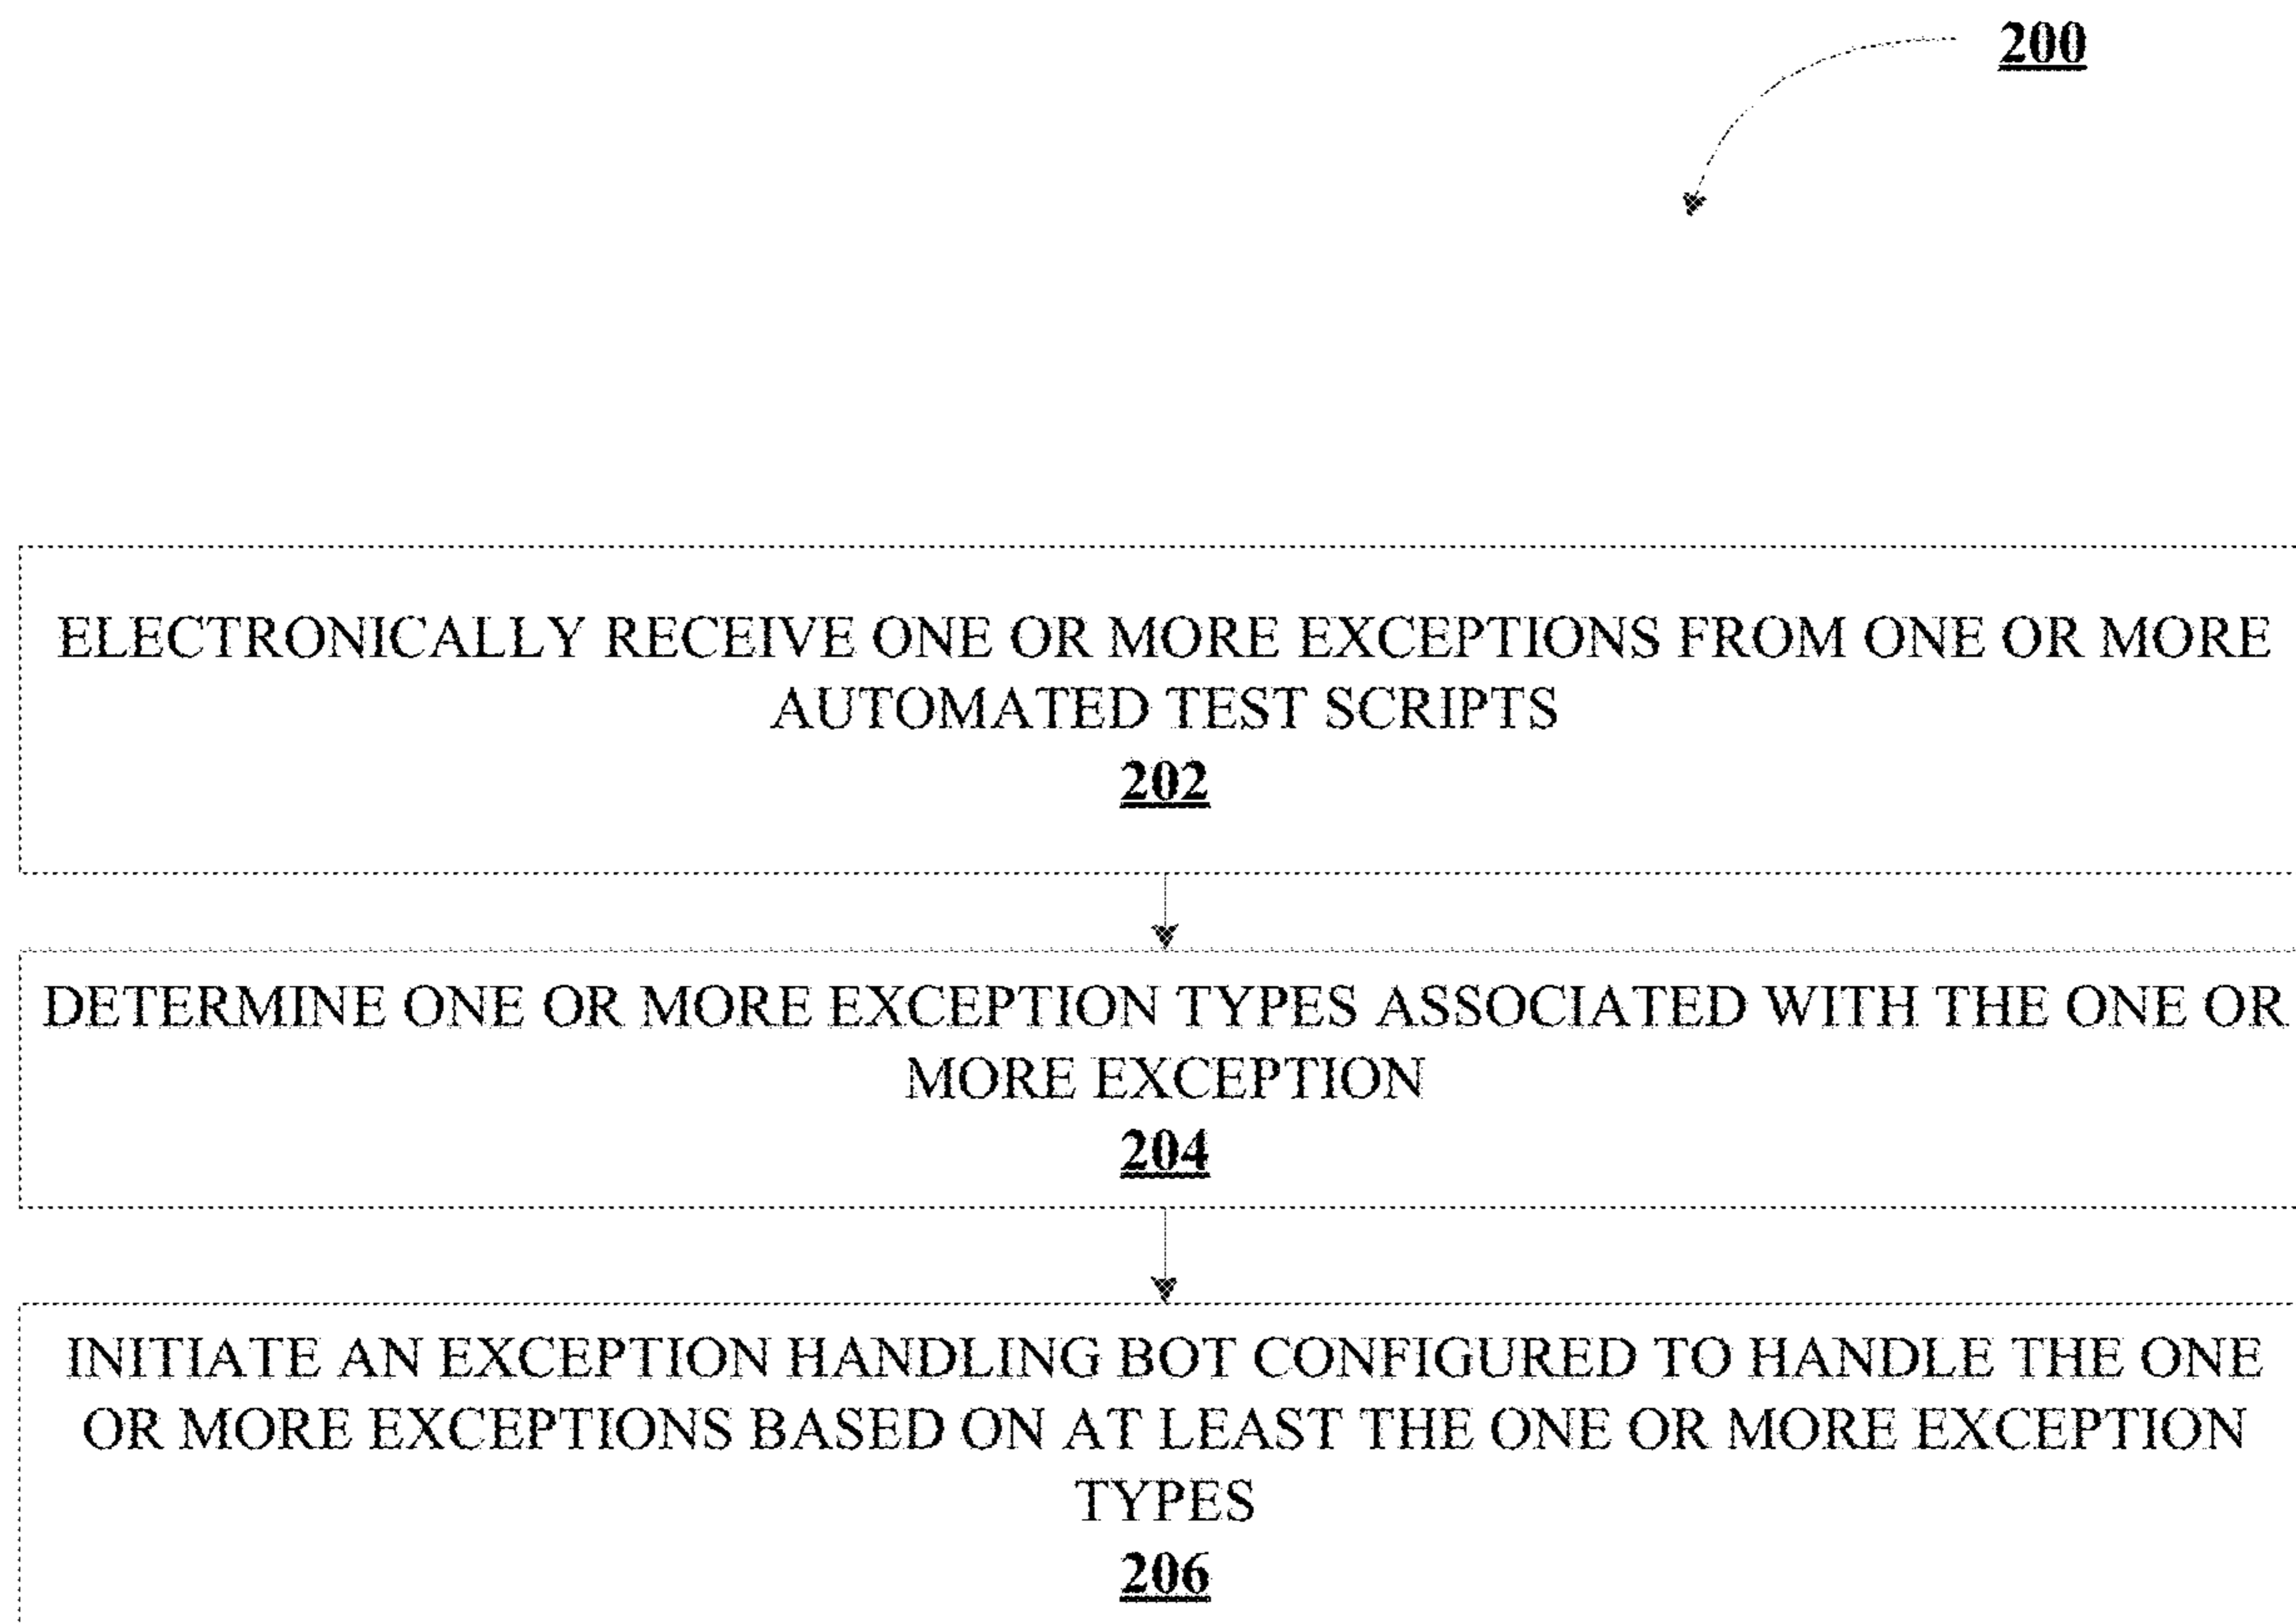 200
ELECTRONICALLY RECEIVE ONE OR MORE EXCEPTIONS FROM ONE OR MORE
AUTOMATED TEST SCRIPTS
202
DETERMINE ONE OR MORE EXCEPTION TYPES ASSOCIATED WITH THE ONE OR
MORE EXCEPTION
204
INITIATE AN EXCEPTION HANDLING BOT CONFIGURED TO HANDLE THE ONE
OR MORE EXCEPTIONS BASED ON AT LEAST THE ONE OR MORE EXCEPTION
TYPES
206